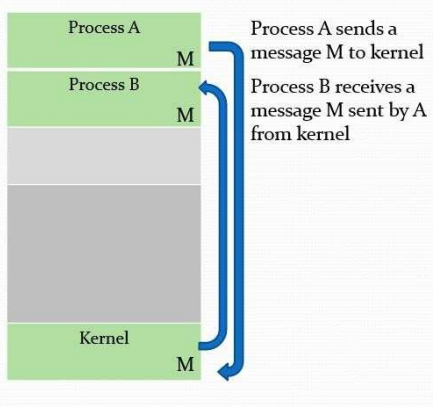 Process A
M
Process B
M
Kernel
M
Process A sends a
message M to kernel
Process B receives a
message M sent by A
from kernel